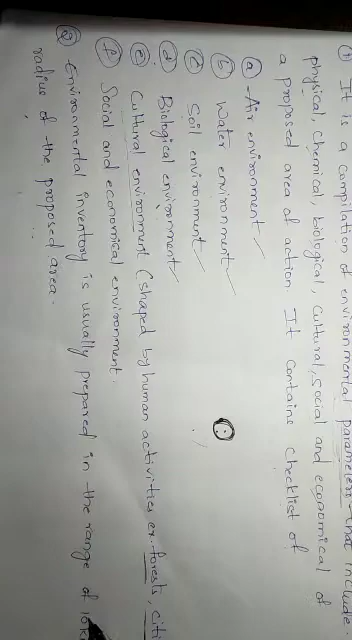 ① It is a compilation of environmental parameters that include
physical, chemical, biological, cultural, social and economical of
a proposed area of action. It contains checklist of
ⓐ Air environment
ⓑ Water environment
ⓒ Soil environment
ⓓ Biological environment
ⓔ Cultural environment (shaped by human activities ex. forests, citi
ⓕ Social and economical environment.
② Environmental inventory is usually prepared in the range of 10k
radius of the proposed area.